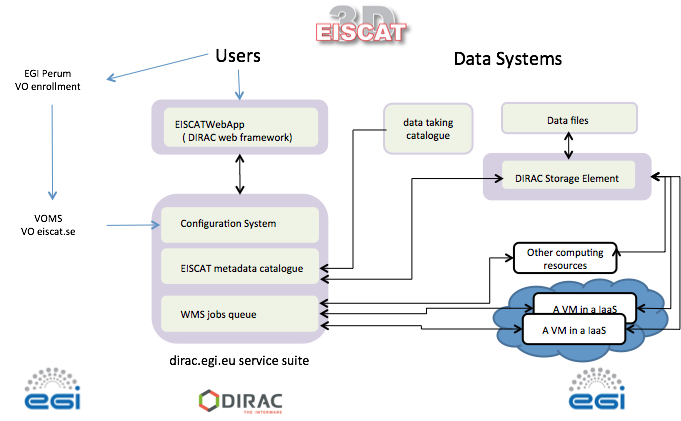 3D
EISCAT
Users
Data Systems
EGI Perum
VO enrollment
EISCATWebApp
( DIRAC web framework)
data taking
catalogue
Data files
DIRAC Storage Element
VOMS
VO eiscat.se
Configuration System
EISCAT metadata catalogue
Other computing
resources
WMS jobs queue
A VM in a IaaS
A VM in a IaaS
dirac.egi.eu service suite
egi
DIRAC
THE INTERWARE
egi